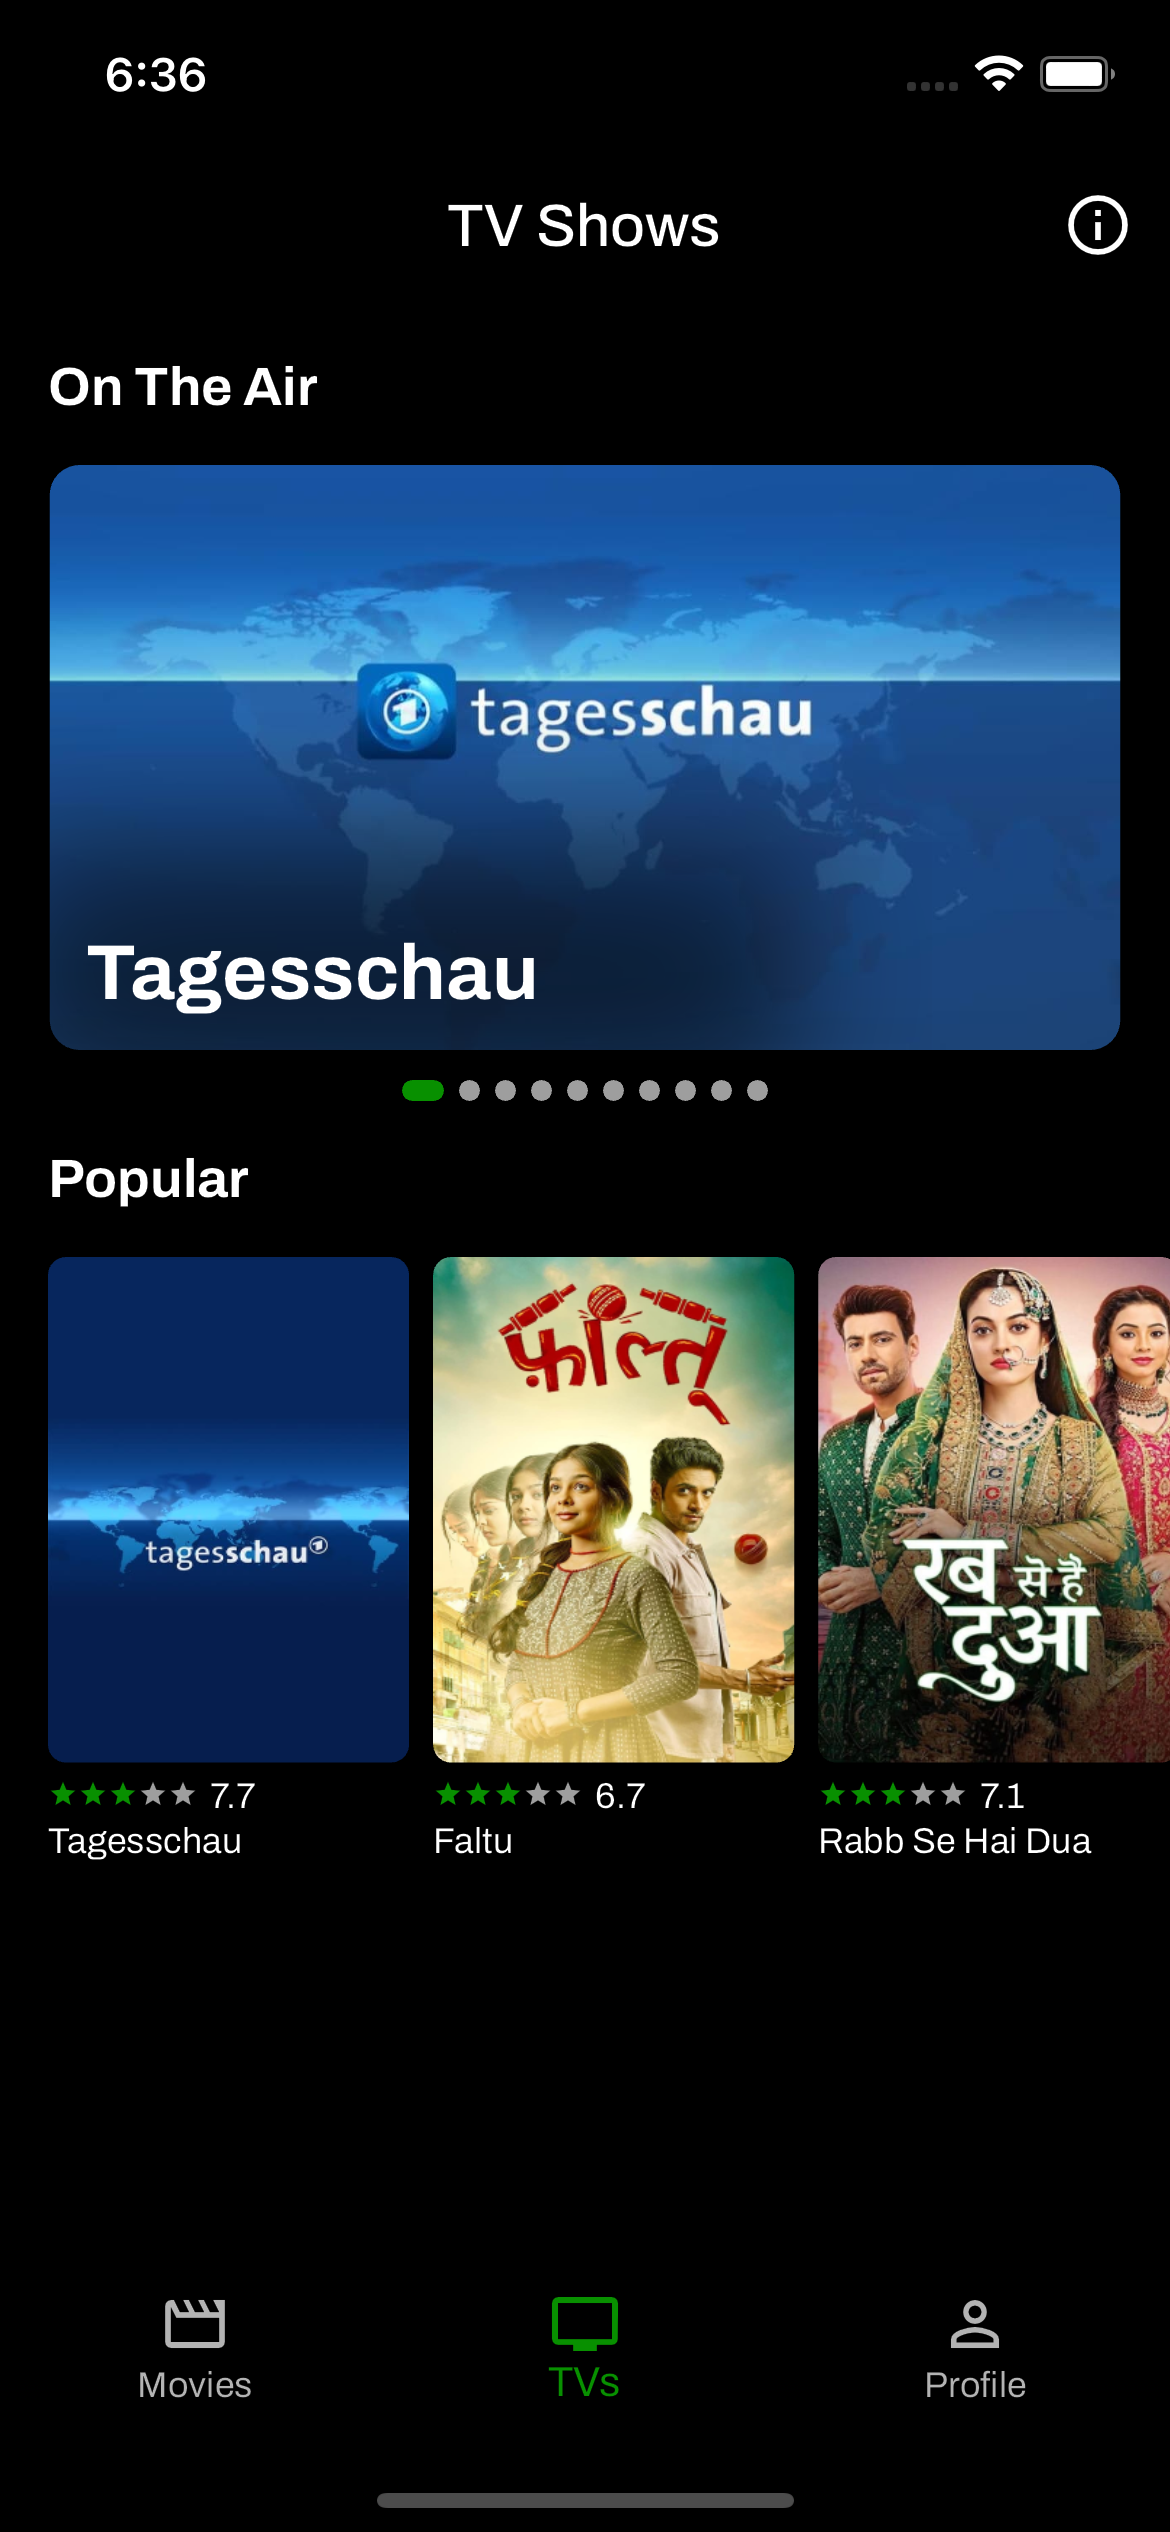 6:36
TV Shows
On The Air
tagesschau
Tagesschau
Popular
tagesschau
फ़ालतू
रब से है
दुआ
7.7
6.7
7.1
Tagesschau
Faltu
Rabb Se Hai Dua
Movies
TVs
Profile